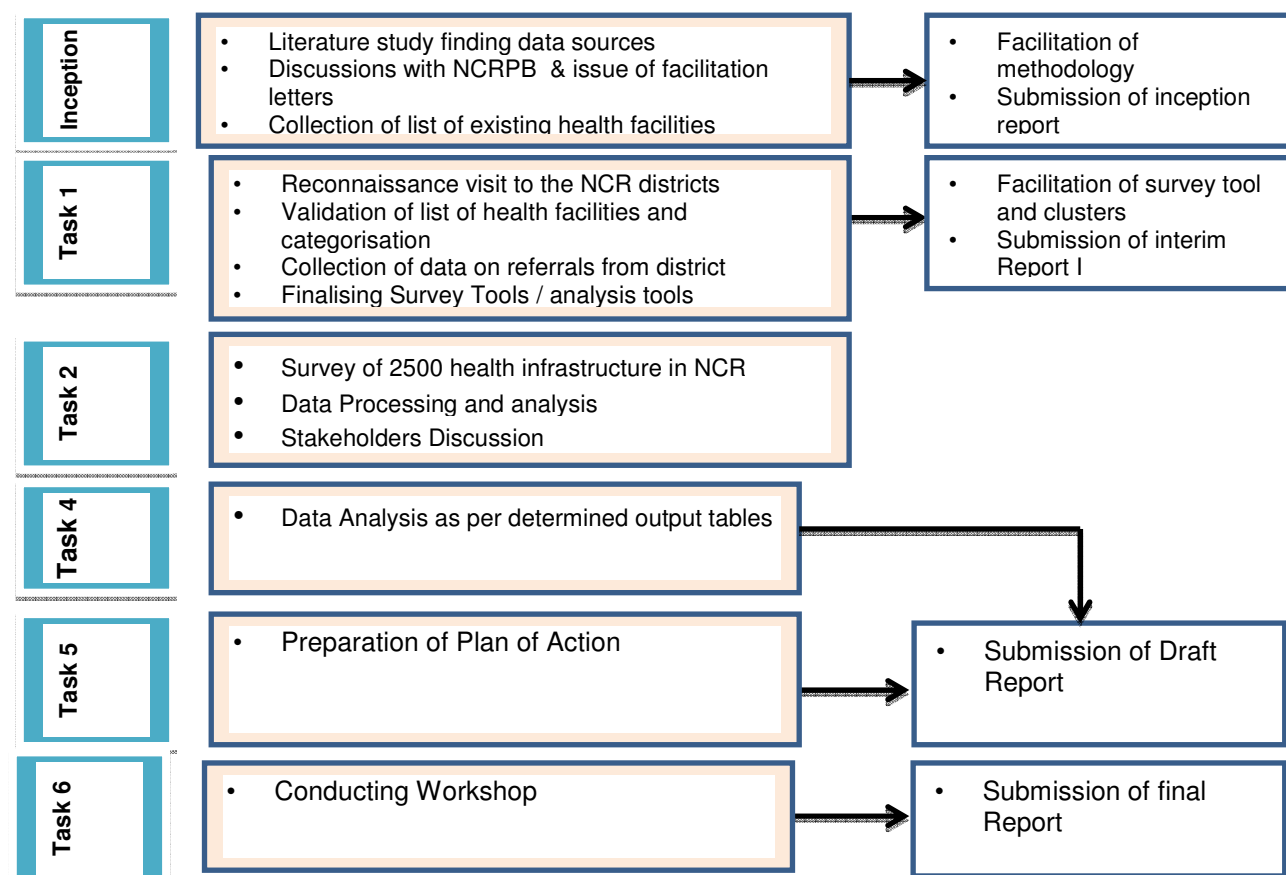 Inception
• Literature study finding data sources
• Discussions with NCRPB & issue of facilitation
letters
• Collection of list of existing health facilities
• Facilitation of
methodology
• Submission of inception
report
Task 1
• Reconnaissance visit to the NCR districts
• Validation of list of health facilities and
categorisation
• Collection of data on referrals from district
• Finalising Survey Tools / analysis tools
• Facilitation of survey tool
and clusters
• Submission of interim
Report I
Task 2
• Survey of 2500 health infrastructure in NCR
• Data Processing and analysis
• Stakeholders Discussion
Task 4
• Data Analysis as per determined output tables
Task 5
• Preparation of Plan of Action
• Submission of Draft
Report
Task 6
• Conducting Workshop
• Submission of final
Report